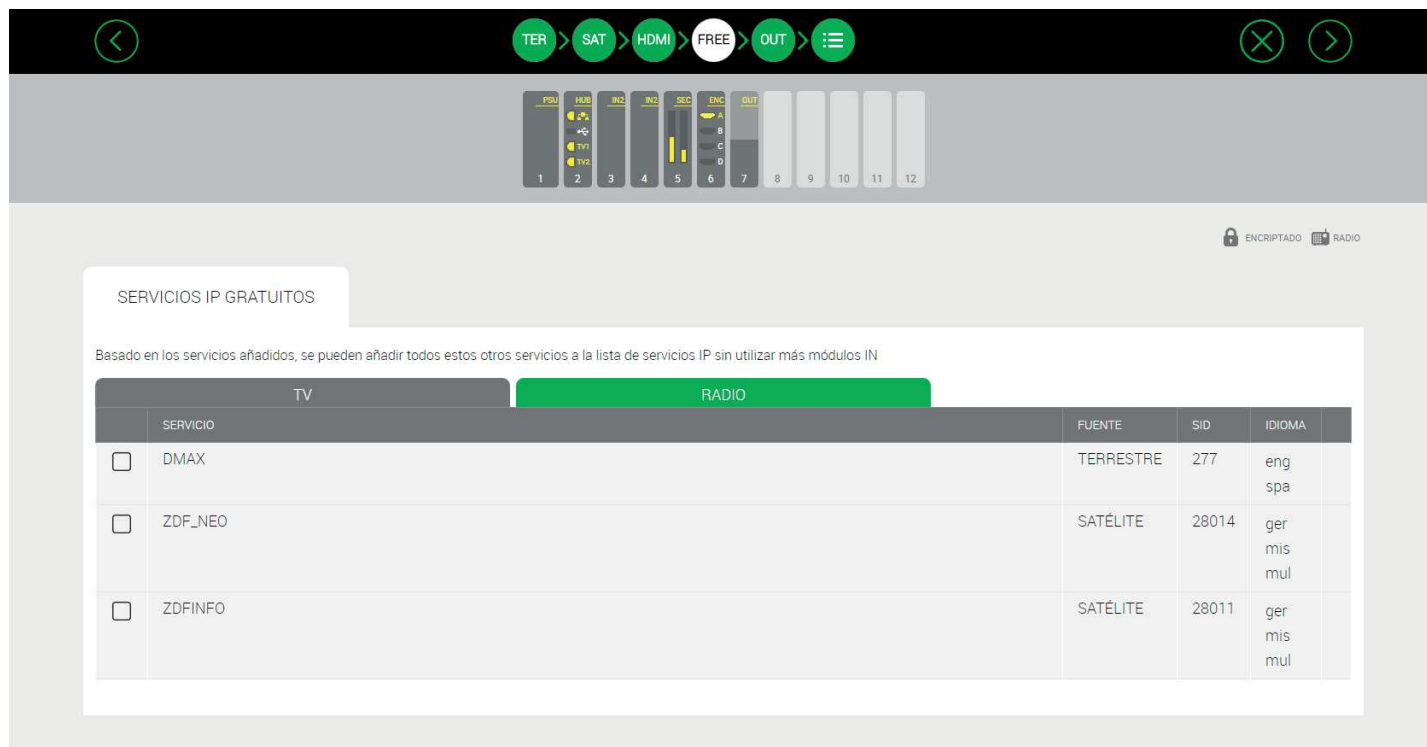 TER > SAT > HDMI > FREE > OUT >
PSU HUB IN2 IN2 SEC ENC OUT
A
B
TV1 C
TV2 D
1 2 3 4 5 6 7 8 9 10 11 12
ENCRIPTADO RADIO
SERVICIOS IP GRATUITOS
Basado en los servicios añadidos, se pueden añadir todos estos otros servicios a la lista de servicios IP sin utilizar más módulos IN
TV RADIO
SERVICIO FUENTE SID IDIOMA
DMAX TERRESTRE 277 eng
spa
ZDF_NEO SATÉLITE 28014 ger
mis
mul
ZDFINFO SATÉLITE 28011 ger
mis
mul